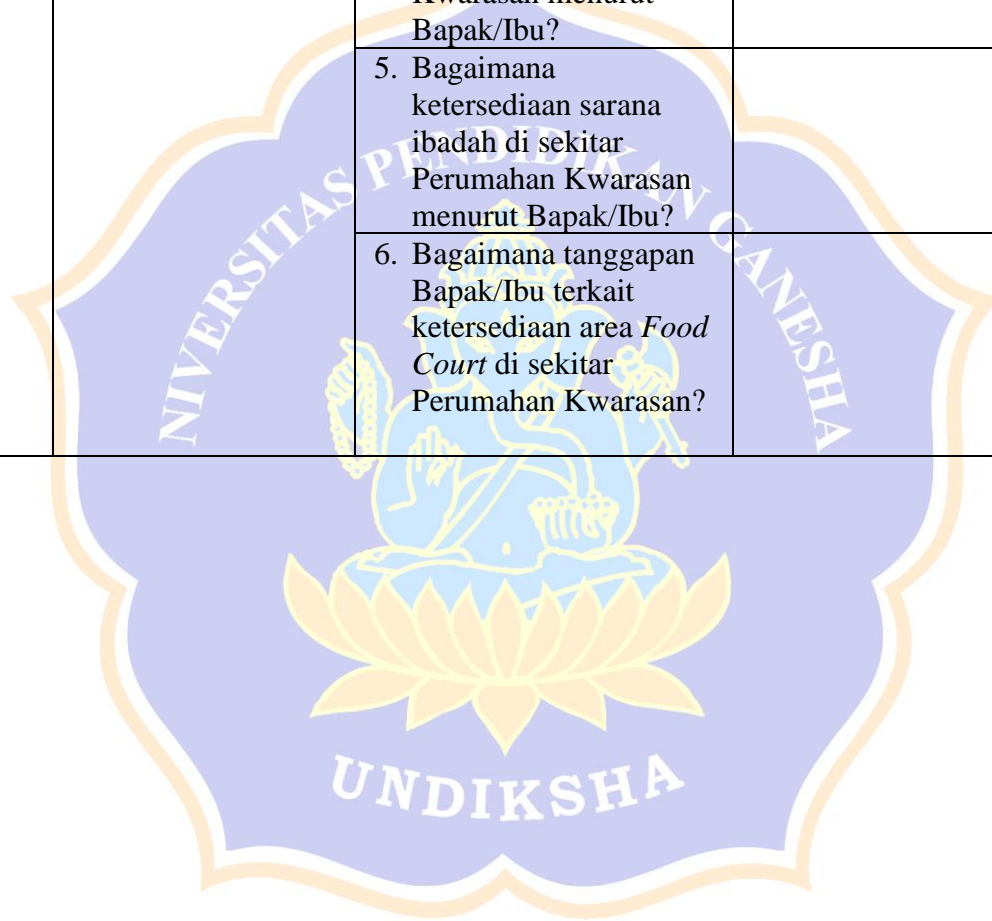 Kwarasan menurut
Bapak/Ibu?
5. Bagaimana
ketersediaan sarana
ibadah di sekitar
Perumahan Kwarasan
menurut Bapak/Ibu?
6. Bagaimana tanggapan
Bapak/Ibu terkait
ketersediaan area Food
Court di sekitar
Perumahan Kwarasan?
NIVERSITAS PENDIDIKAN GANESHA
UNDIKSHA